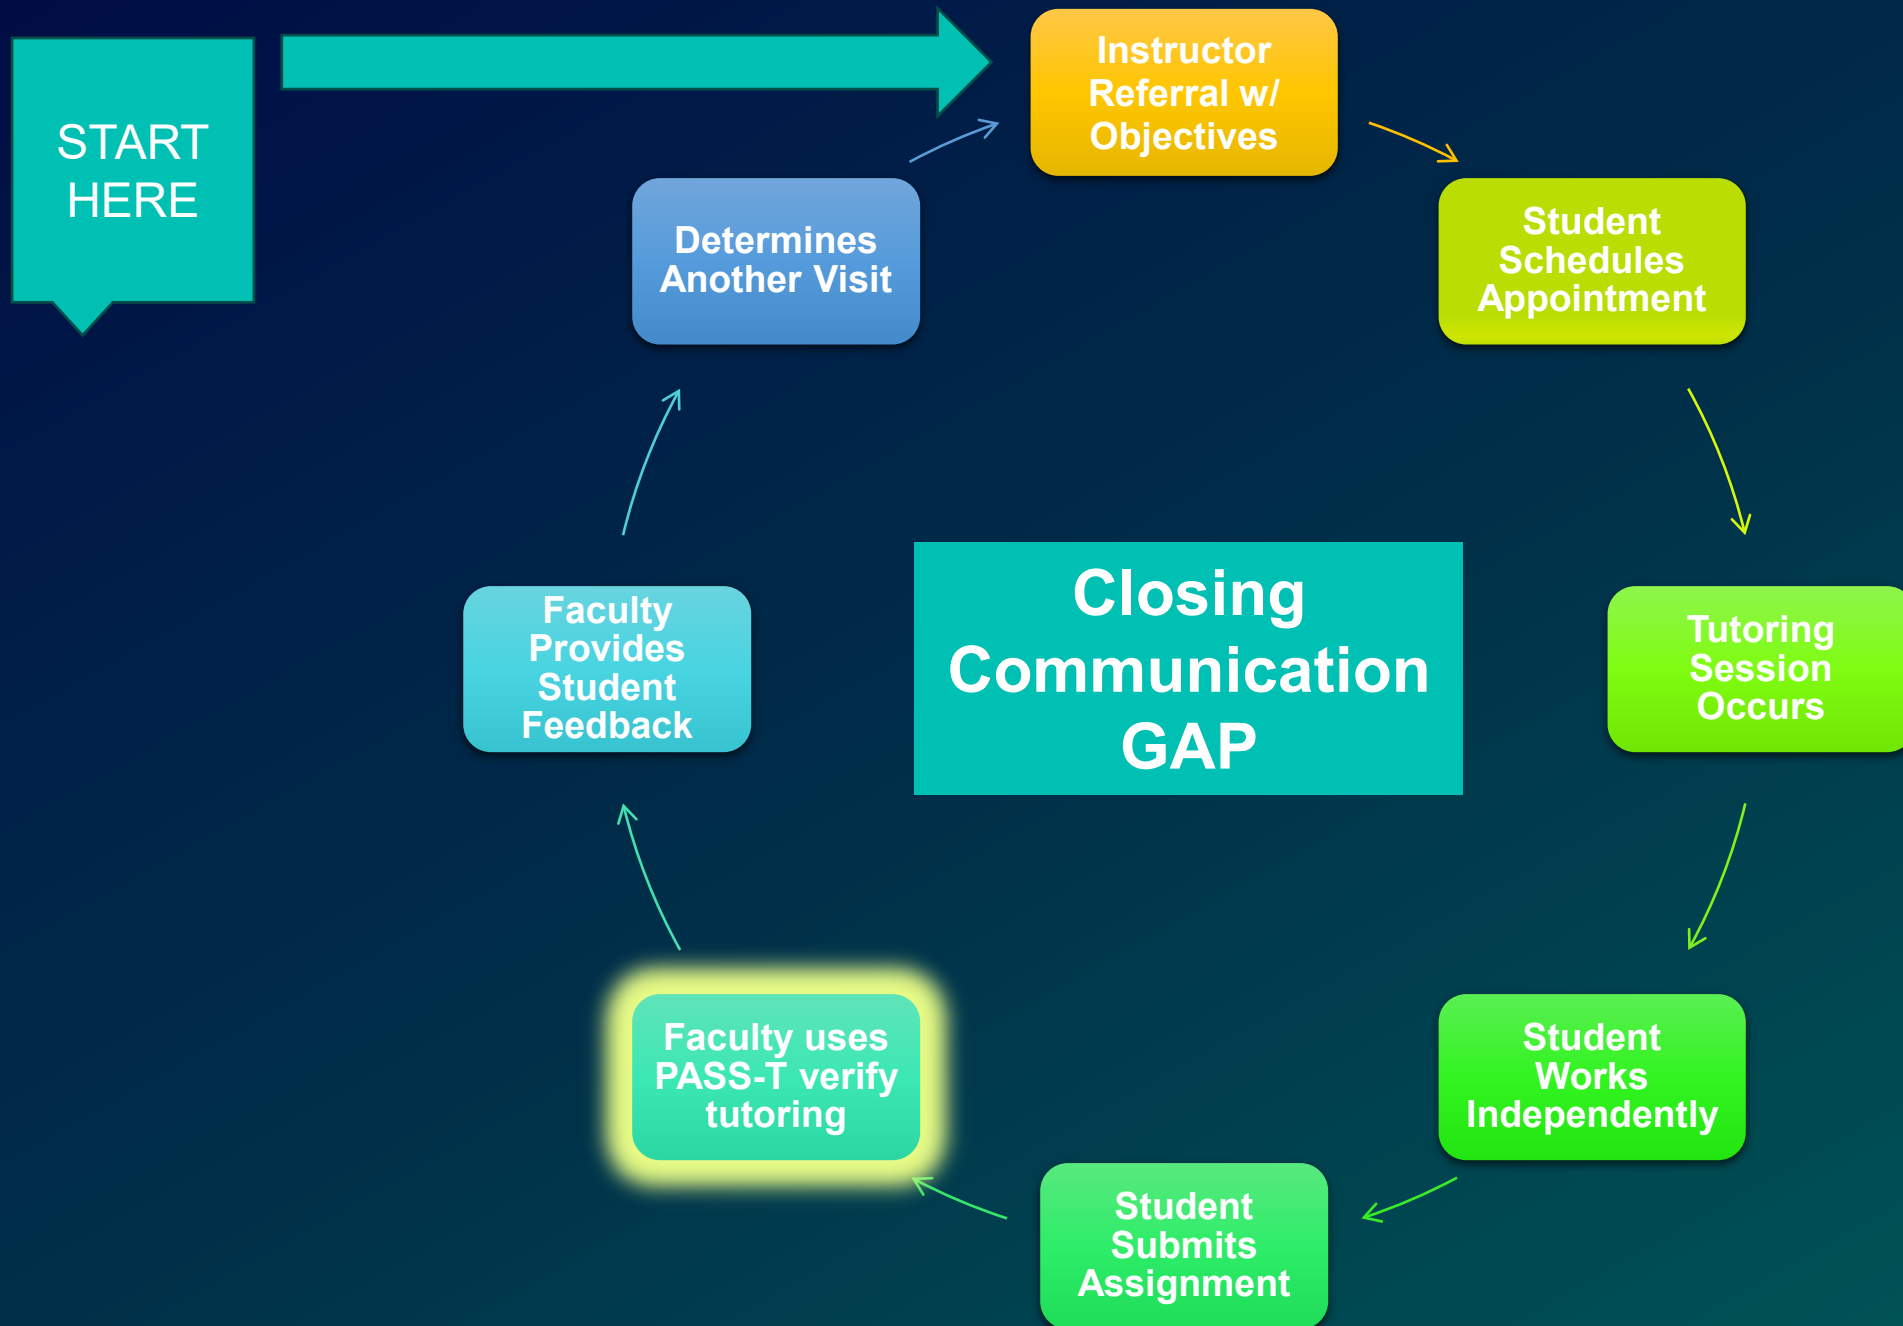 START
HERE
Instructor
Referral w/
Objectives
Student
Schedules
Appointment
Tutoring
Session
Occurs
Student
Works
Independently
Student
Submits
Assignment
Faculty uses
PASS-T verify
tutoring
Faculty
Provides
Student
Feedback
Determines
Another Visit
Closing
Communication
GAP